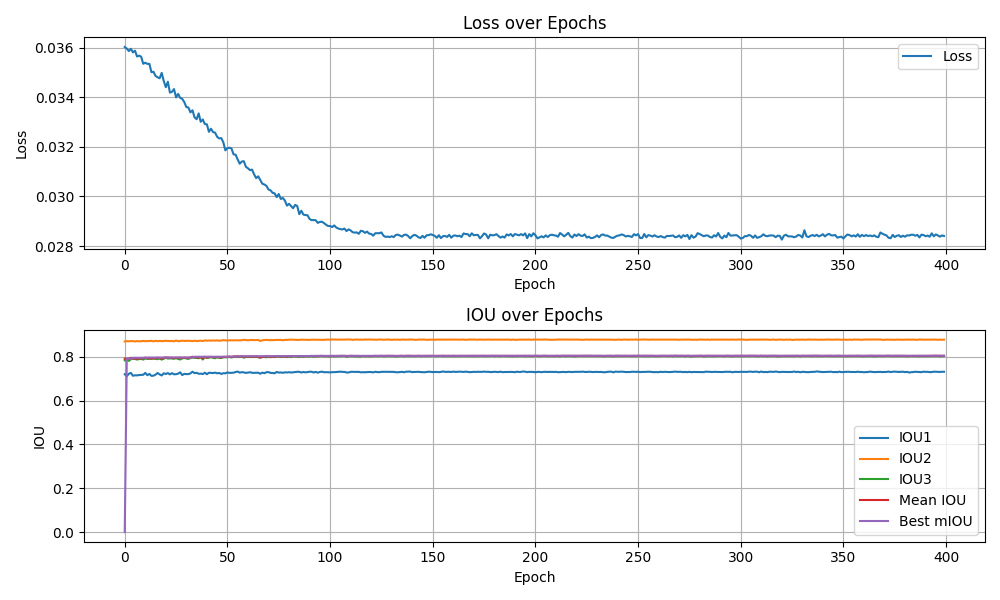 Loss over Epochs
0.036
0.034
0.032
0.030
0.028
Loss
Loss
0 50 100 150 200 250 300 350 400
Epoch
IOU over Epochs
0.8
0.6
0.4
0.2
0.0
IOU
IOU1
IOU2
IOU3
Mean IOU
Best mIOU
0 50 100 150 200 250 300 350 400
Epoch